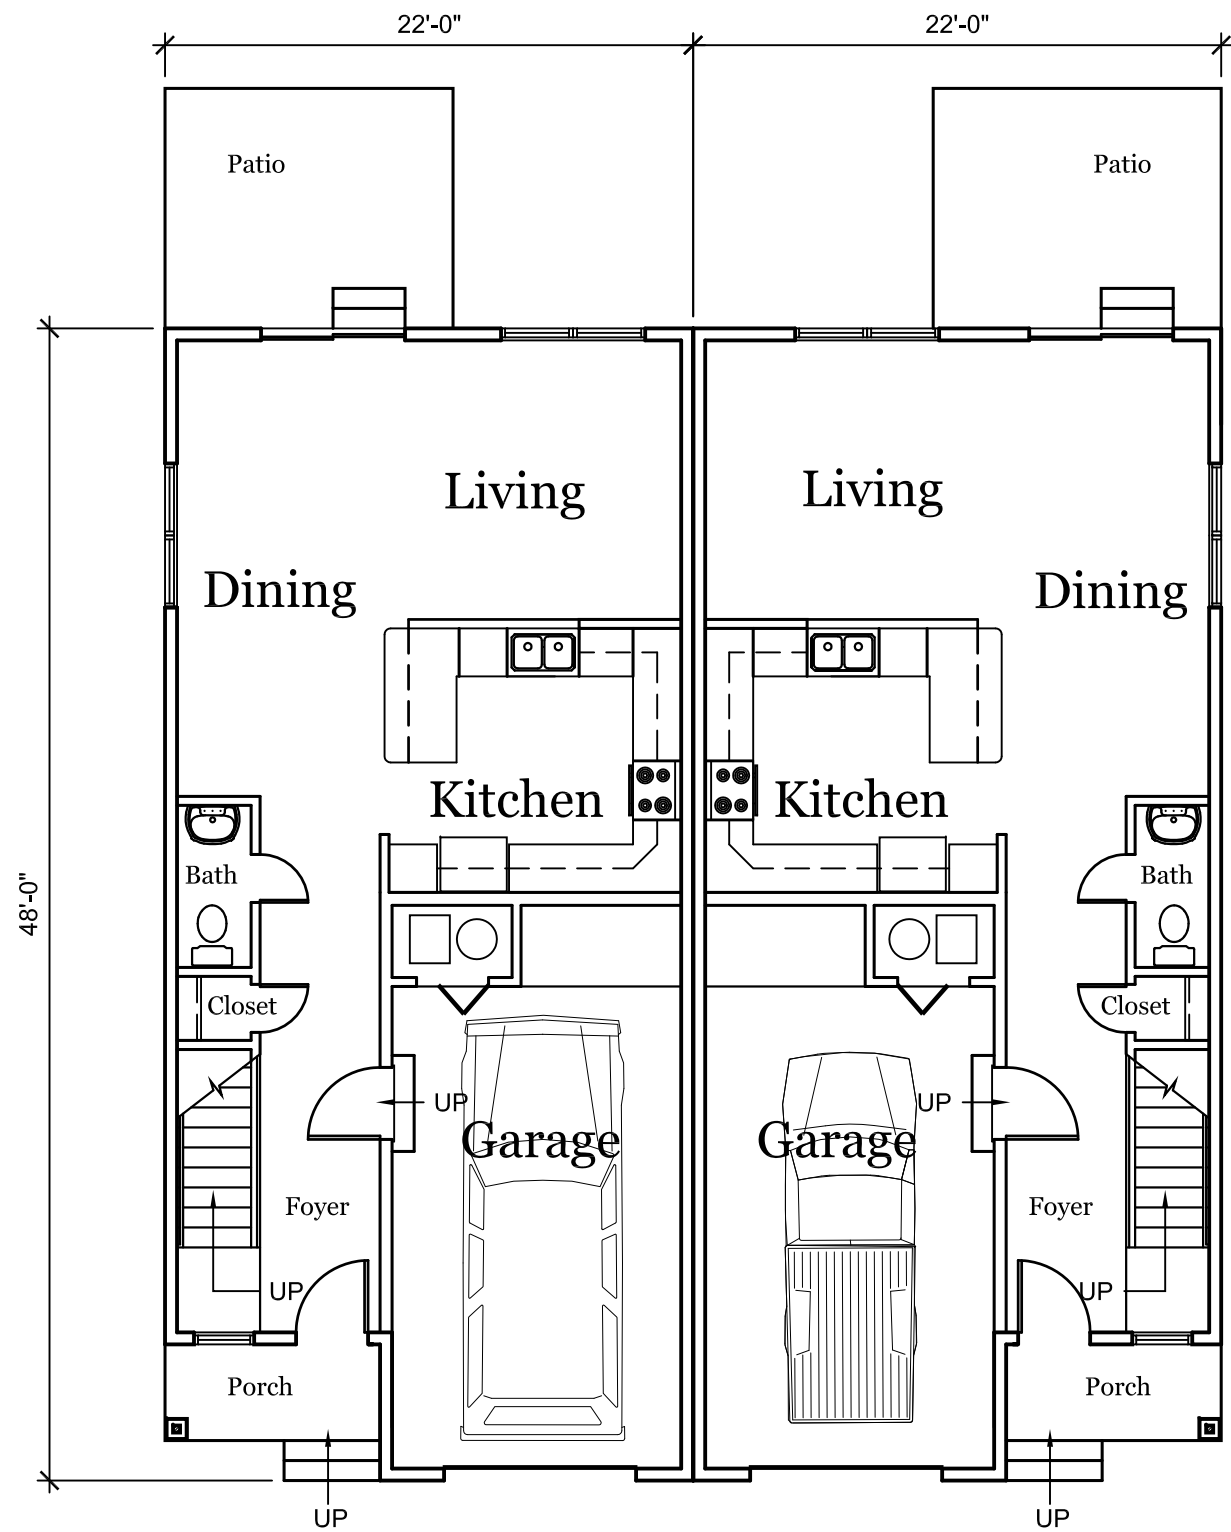 22'-0" 22'-0"
Patio Patio
Living Living
Dining Dining
Kitchen Kitchen
Bath Bath
48'-0"
Closet Closet
UP UP
Garage Garage
Foyer Foyer
UP UP
Porch Porch
UP UP